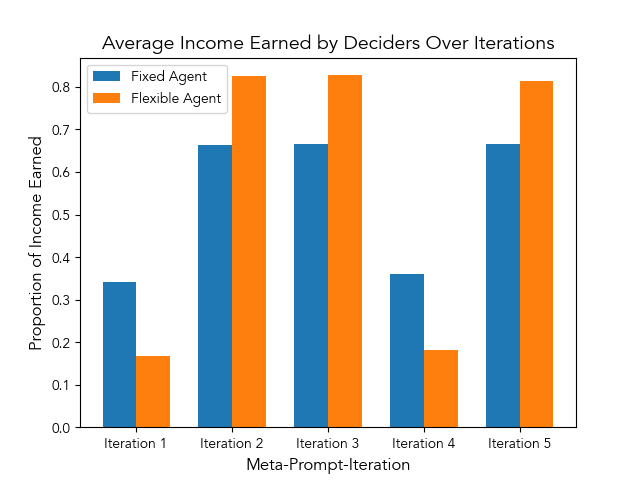 Average Income Earned by Deciders Over Iterations
Fixed Agent
Flexible Agent
Proportion of Income Earned
0.8
0.7
0.6
0.5
0.4
0.3
0.2
0.1
0.0
Iteration 1 Iteration 2 Iteration 3 Iteration 4 Iteration 5
Meta-Prompt-Iteration